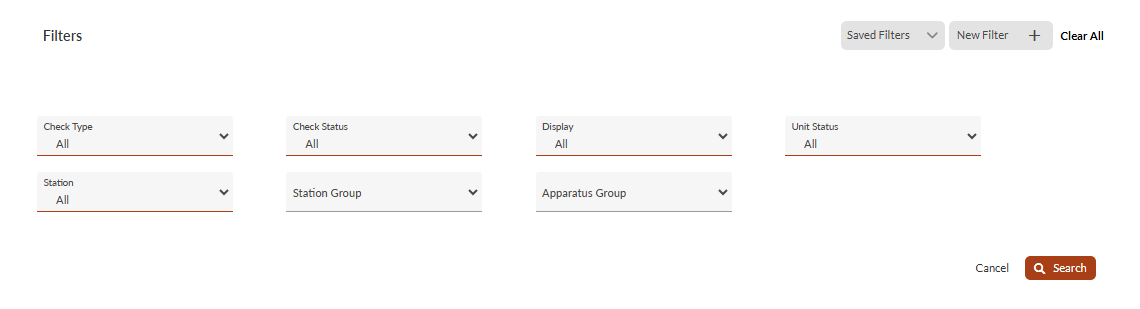 Filters
Saved Filters
New Filter
Clear All
Check Type
All
Check Status
All
Display
All
Unit Status
All
Station
All
Station Group
Apparatus Group
Cancel
Search